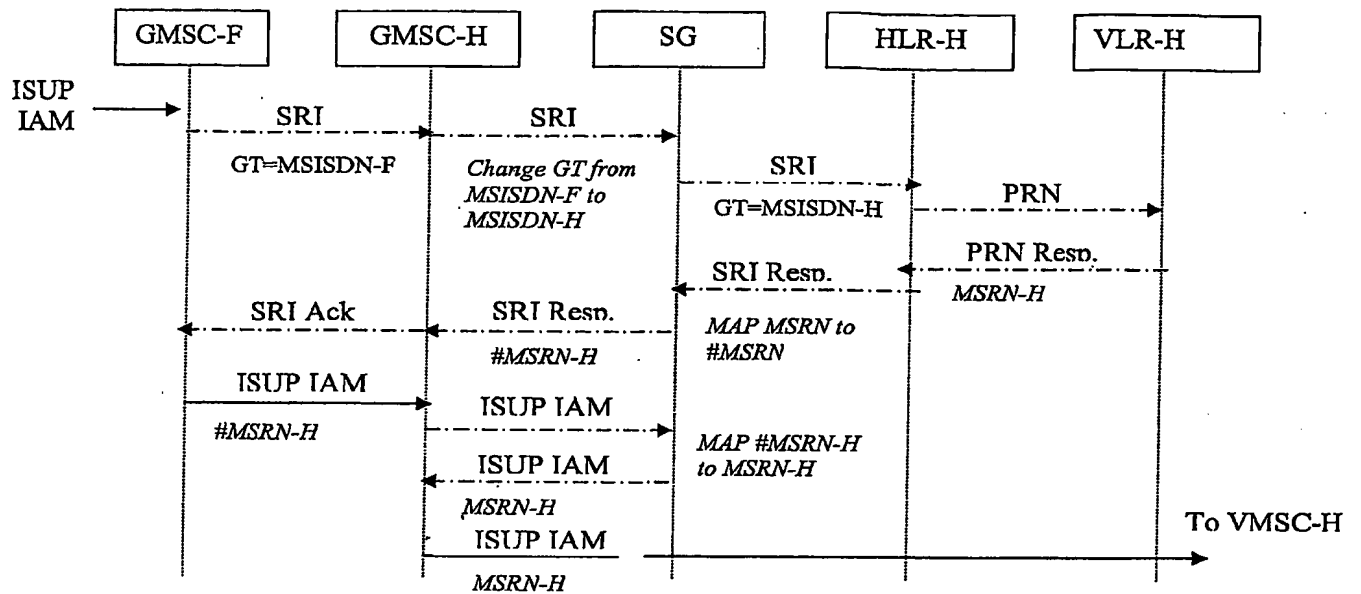 GMSC-F
GMSC-H
SG
HLR-H
VLR-H
ISUP
IAM
SRI
SRI
GT=MSISDN-F
Change GT from
MSISDN-F to
MSISDN-H
SRI
GT=MSISDN-H
PRN
PRN Resp.
MSRN-H
SRI Resp.
SRI Ack
SRI Resp.
#MSRN-H
MAP MSRN to
#MSRN
ISUP IAM
#MSRN-H
ISUP IAM
MAP #MSRN-H
to MSRN-H
ISUP IAM
MSRN-H
ISUP IAM
MSRN-H
To VMSC-H